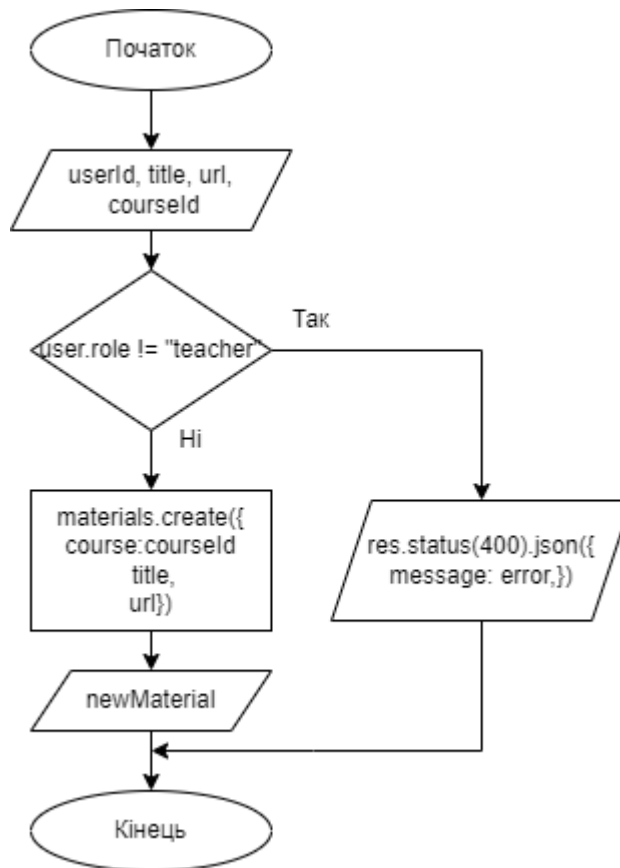 Початок
userId, title, url,
courseId
user.role != "teacher"
Так
Ні
materials.create({
course:courseId
title,
url})
res.status(400).json({
message: error,})
newMaterial
Кінець